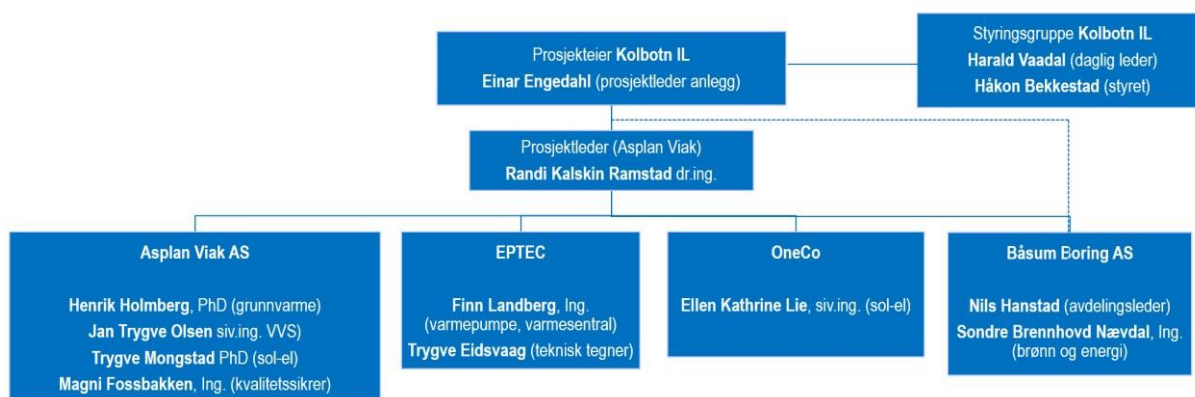 Prosjekteier Kolbotn IL
Einar Engedahl (prosjektleder anlegg)
Styringsgruppe Kolbotn IL
Harald Vaadal (daglig leder)
Håkon Bekkestad (styret)
Prosjektleder (Asplan Viak)
Randi Kalskin Ramstad dr.ing.
Asplan Viak AS
Henrik Holmberg, PhD (grunnvarme)
Jan Trygve Olsen siv.ing. VVS)
Trygve Mongstad PhD (sol-el)
Magni Fossbakken, Ing. (kvalitetssikrer)
EPTEC
Finn Landberg, Ing.
(varmepumpe, varmesentral)
Trygve Eidsvaag (teknisk tegner)
OneCo
Ellen Kathrine Lie, siv.ing. (sol-el)
Båsum Boring AS
Nils Hanstad (avdelingsleder)
Sondre Brennhovd Nævdal, Ing.
(brønn og energi)